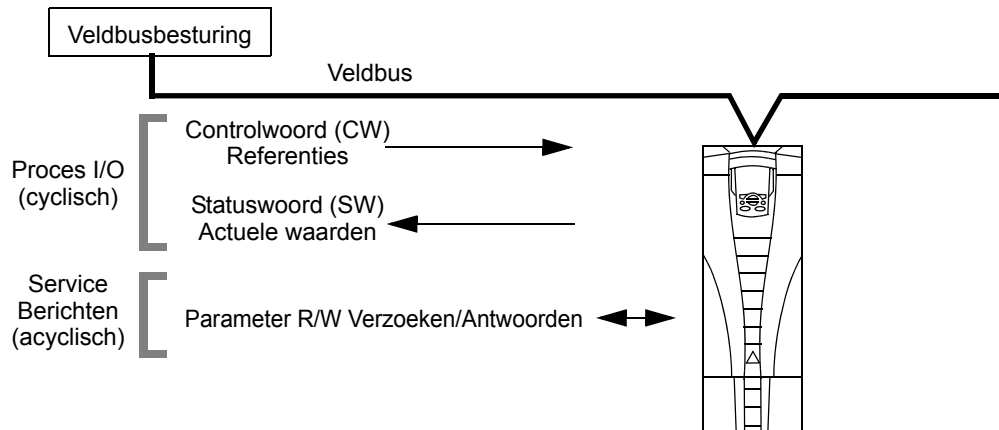 Veldbusbesturing
Veldbus
Proces I/O
(cyclisch)
Controlwoord (CW)
Referenties
Statuswoord (SW)
Actuele waarden
Service
Berichten
(acyclisch)
Parameter R/W Verzoeken/Antwoorden